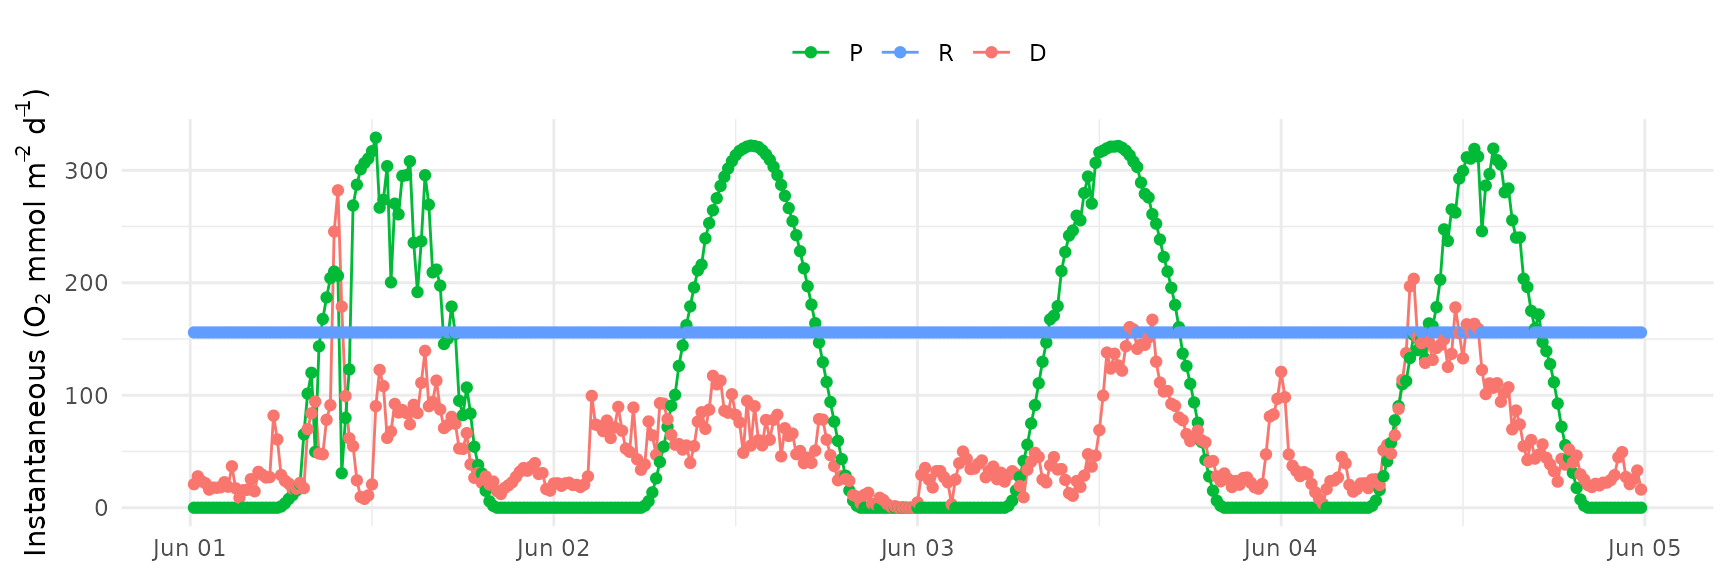 P R D
Instantaneous (O₂ mmol m⁻² d⁻¹)
300
200
100
0
Jun 01 Jun 02 Jun 03 Jun 04 Jun 05